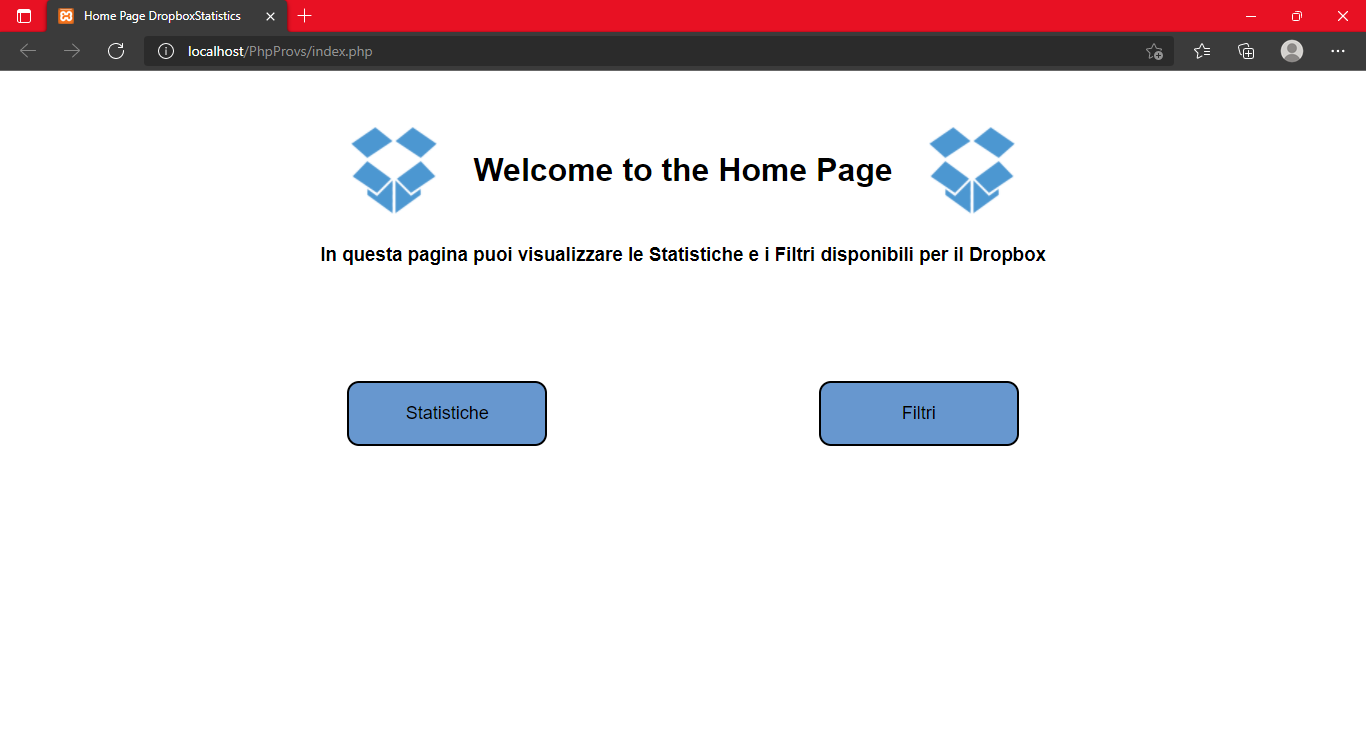 Home Page DropboxStatistics
localhost/PhpProvs/index.php
Welcome to the Home Page
In questa pagina puoi visualizzare le Statistiche e i Filtri disponibili per il Dropbox
Statistiche
Filtri